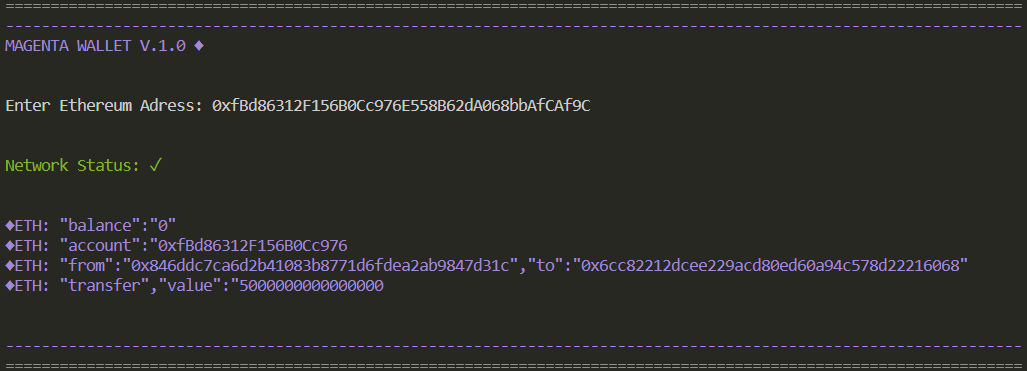 MAGENTA WALLET V.1.0 ♦
Enter Ethereum Adress: 0xfBd86312F156B0Cc976E558B62dA068bbAfCAf9C
Network Status: ✓
♦ETH: "balance":"0"
♦ETH: "account":"0xfBd86312F156B0Cc976
♦ETH: "from":"0x846ddc7ca6d2b41083b8771d6fdea2ab9847d31c","to":"0x6cc82212dcee229acd80ed60a94c578d22216068"
♦ETH: "transfer","value":"5000000000000000